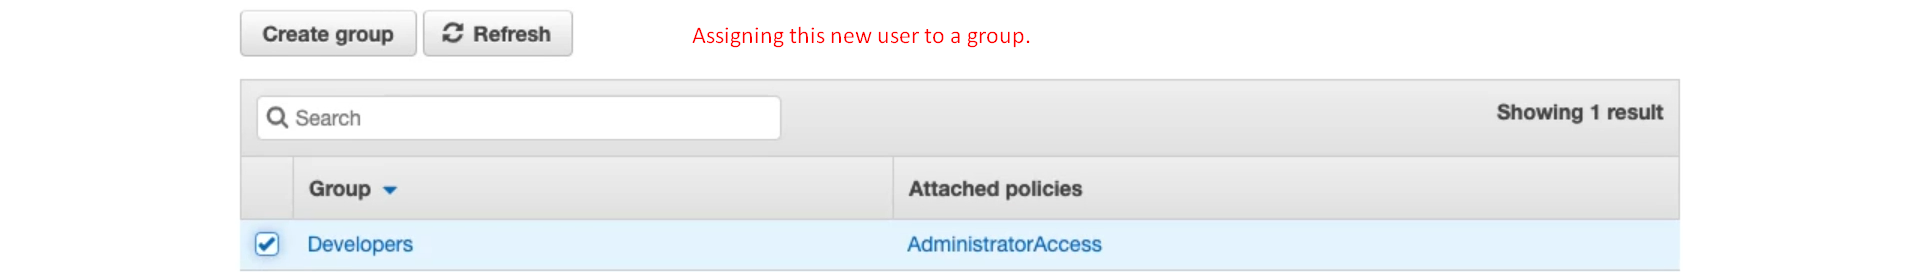 Create group
Refresh
Assigning this new user to a group.
Search
Showing 1 result
Group
Attached policies
Developers
AdministratorAccess